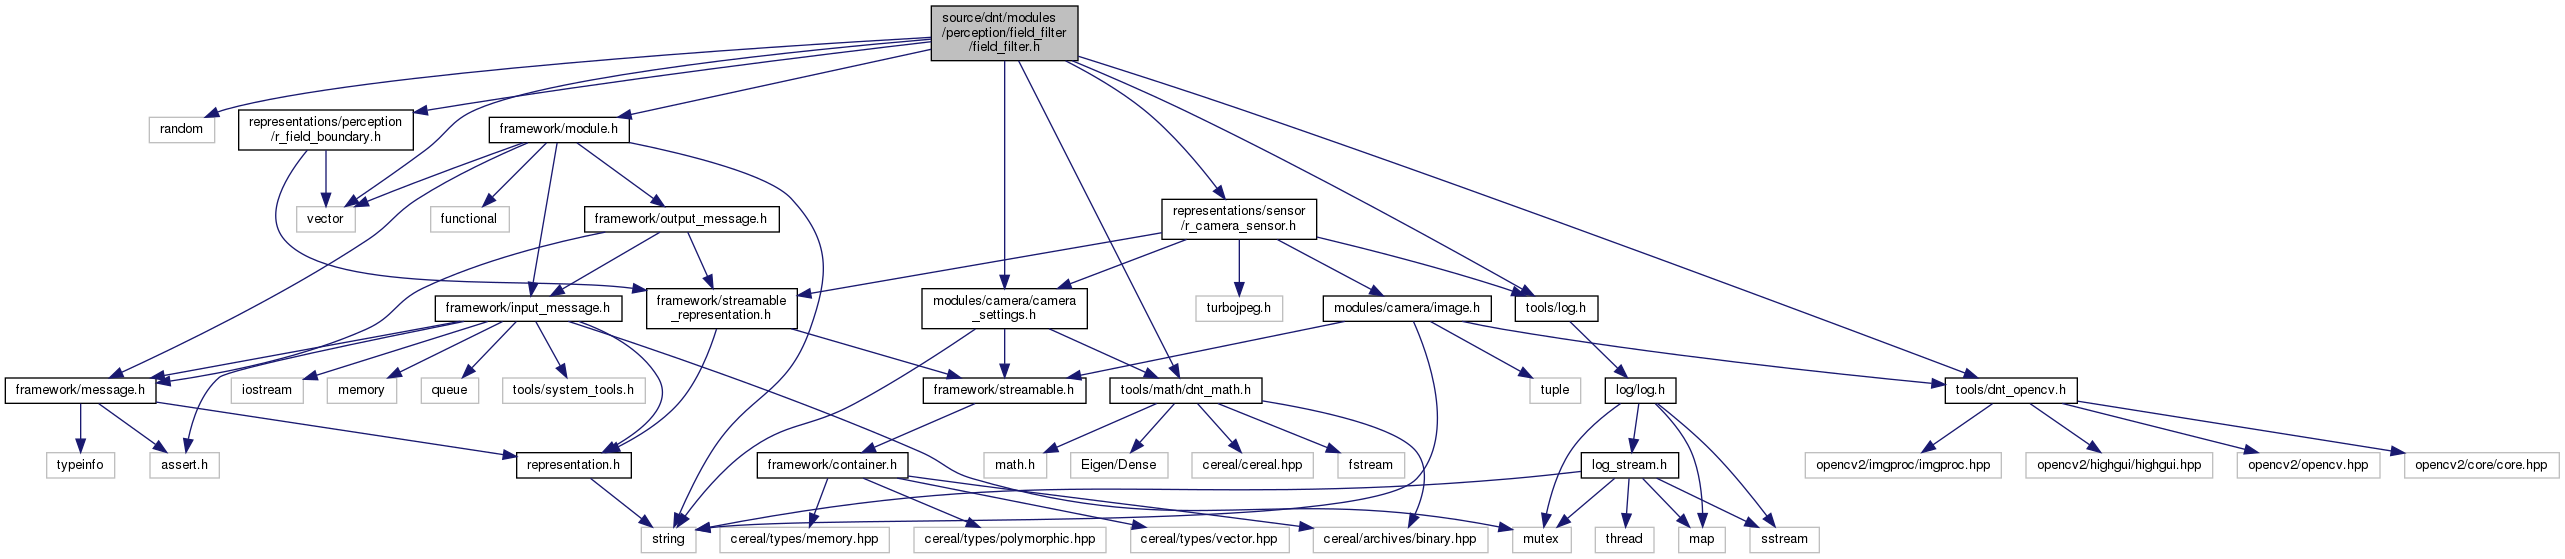 source/dnt/modules
/perception/field_filter
/field_filter.h
random
representations/perception
/r_field_boundary.h
framework/module.h
vector
functional
framework/output_message.h
representations/sensor
/r_camera_sensor.h
framework/input_message.h
framework/streamable
_representation.h
modules/camera/camera
_settings.h
turbojpeg.h
modules/camera/image.h
tools/log.h
framework/message.h
iostream
memory
queue
tools/system_tools.h
framework/streamable.h
tools/math/dnt_math.h
tuple
log/log.h
tools/dnt_opencv.h
typeinfo
assert.h
representation.h
framework/container.h
math.h
Eigen/Dense
cereal/cereal.hpp
fstream
log_stream.h
opencv2/imgproc/imgproc.hpp
opencv2/highgui/highgui.hpp
opencv2/opencv.hpp
opencv2/core/core.hpp
string
cereal/types/memory.hpp
cereal/types/polymorphic.hpp
cereal/types/vector.hpp
cereal/archives/binary.hpp
mutex
thread
map
sstream